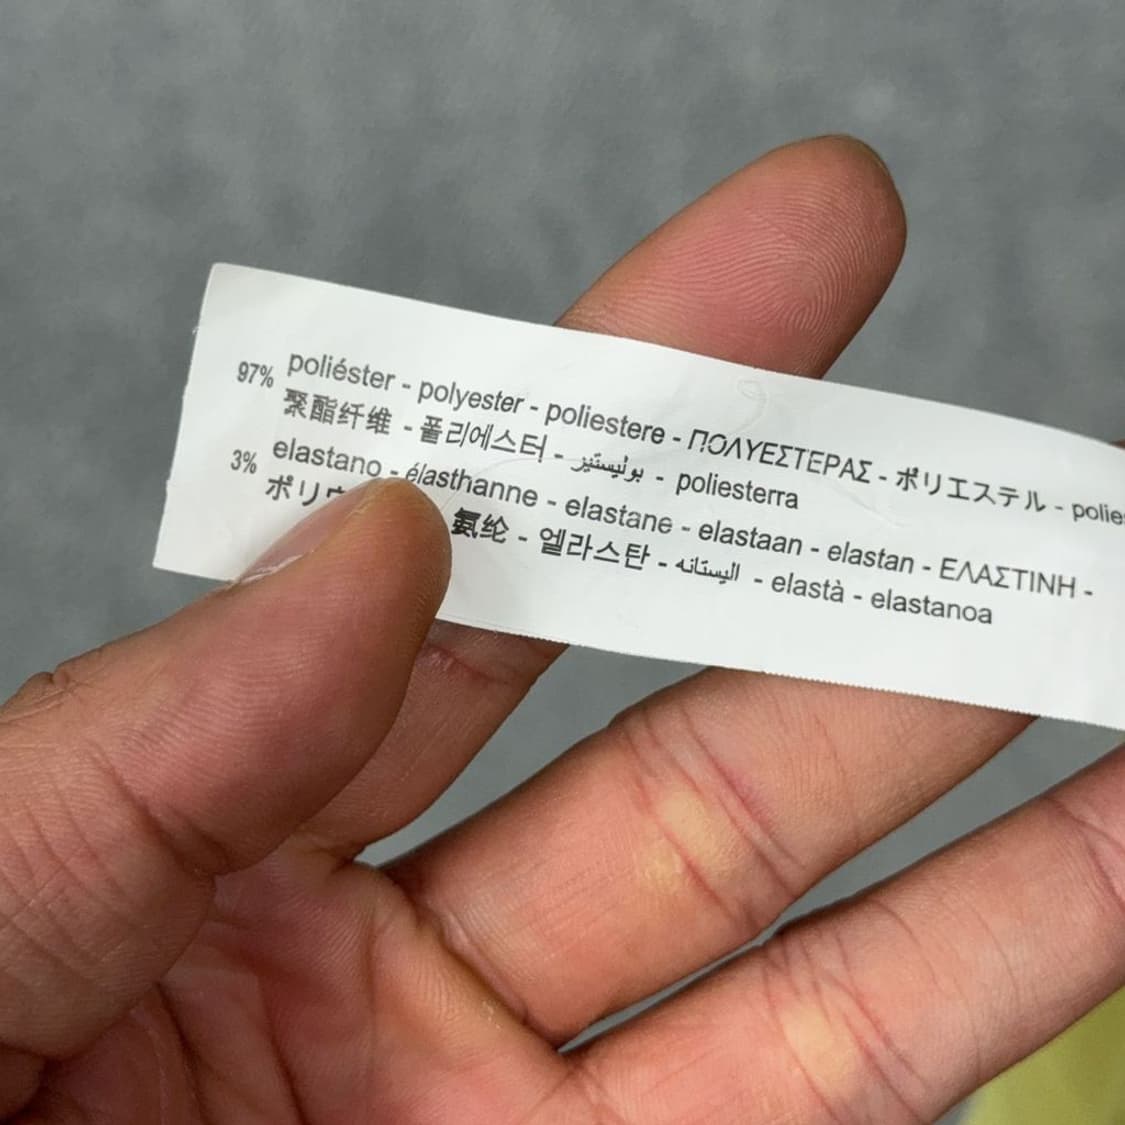 97% poliéster - polyester - poliestere - ΠΟΛΥΕΣΤΕΡΑΣ - ポリエステル - polies
聚酯纤维 - 폴리에스터 - بوليستير - poliesterra
3% elastano - élasthanne - elastane - elastaan - elastan - ΕΛΑΣΤΙΝΗ -
ポリウ 氨纶 - 엘라스탄 - اليستانه - elastà - elastanoa